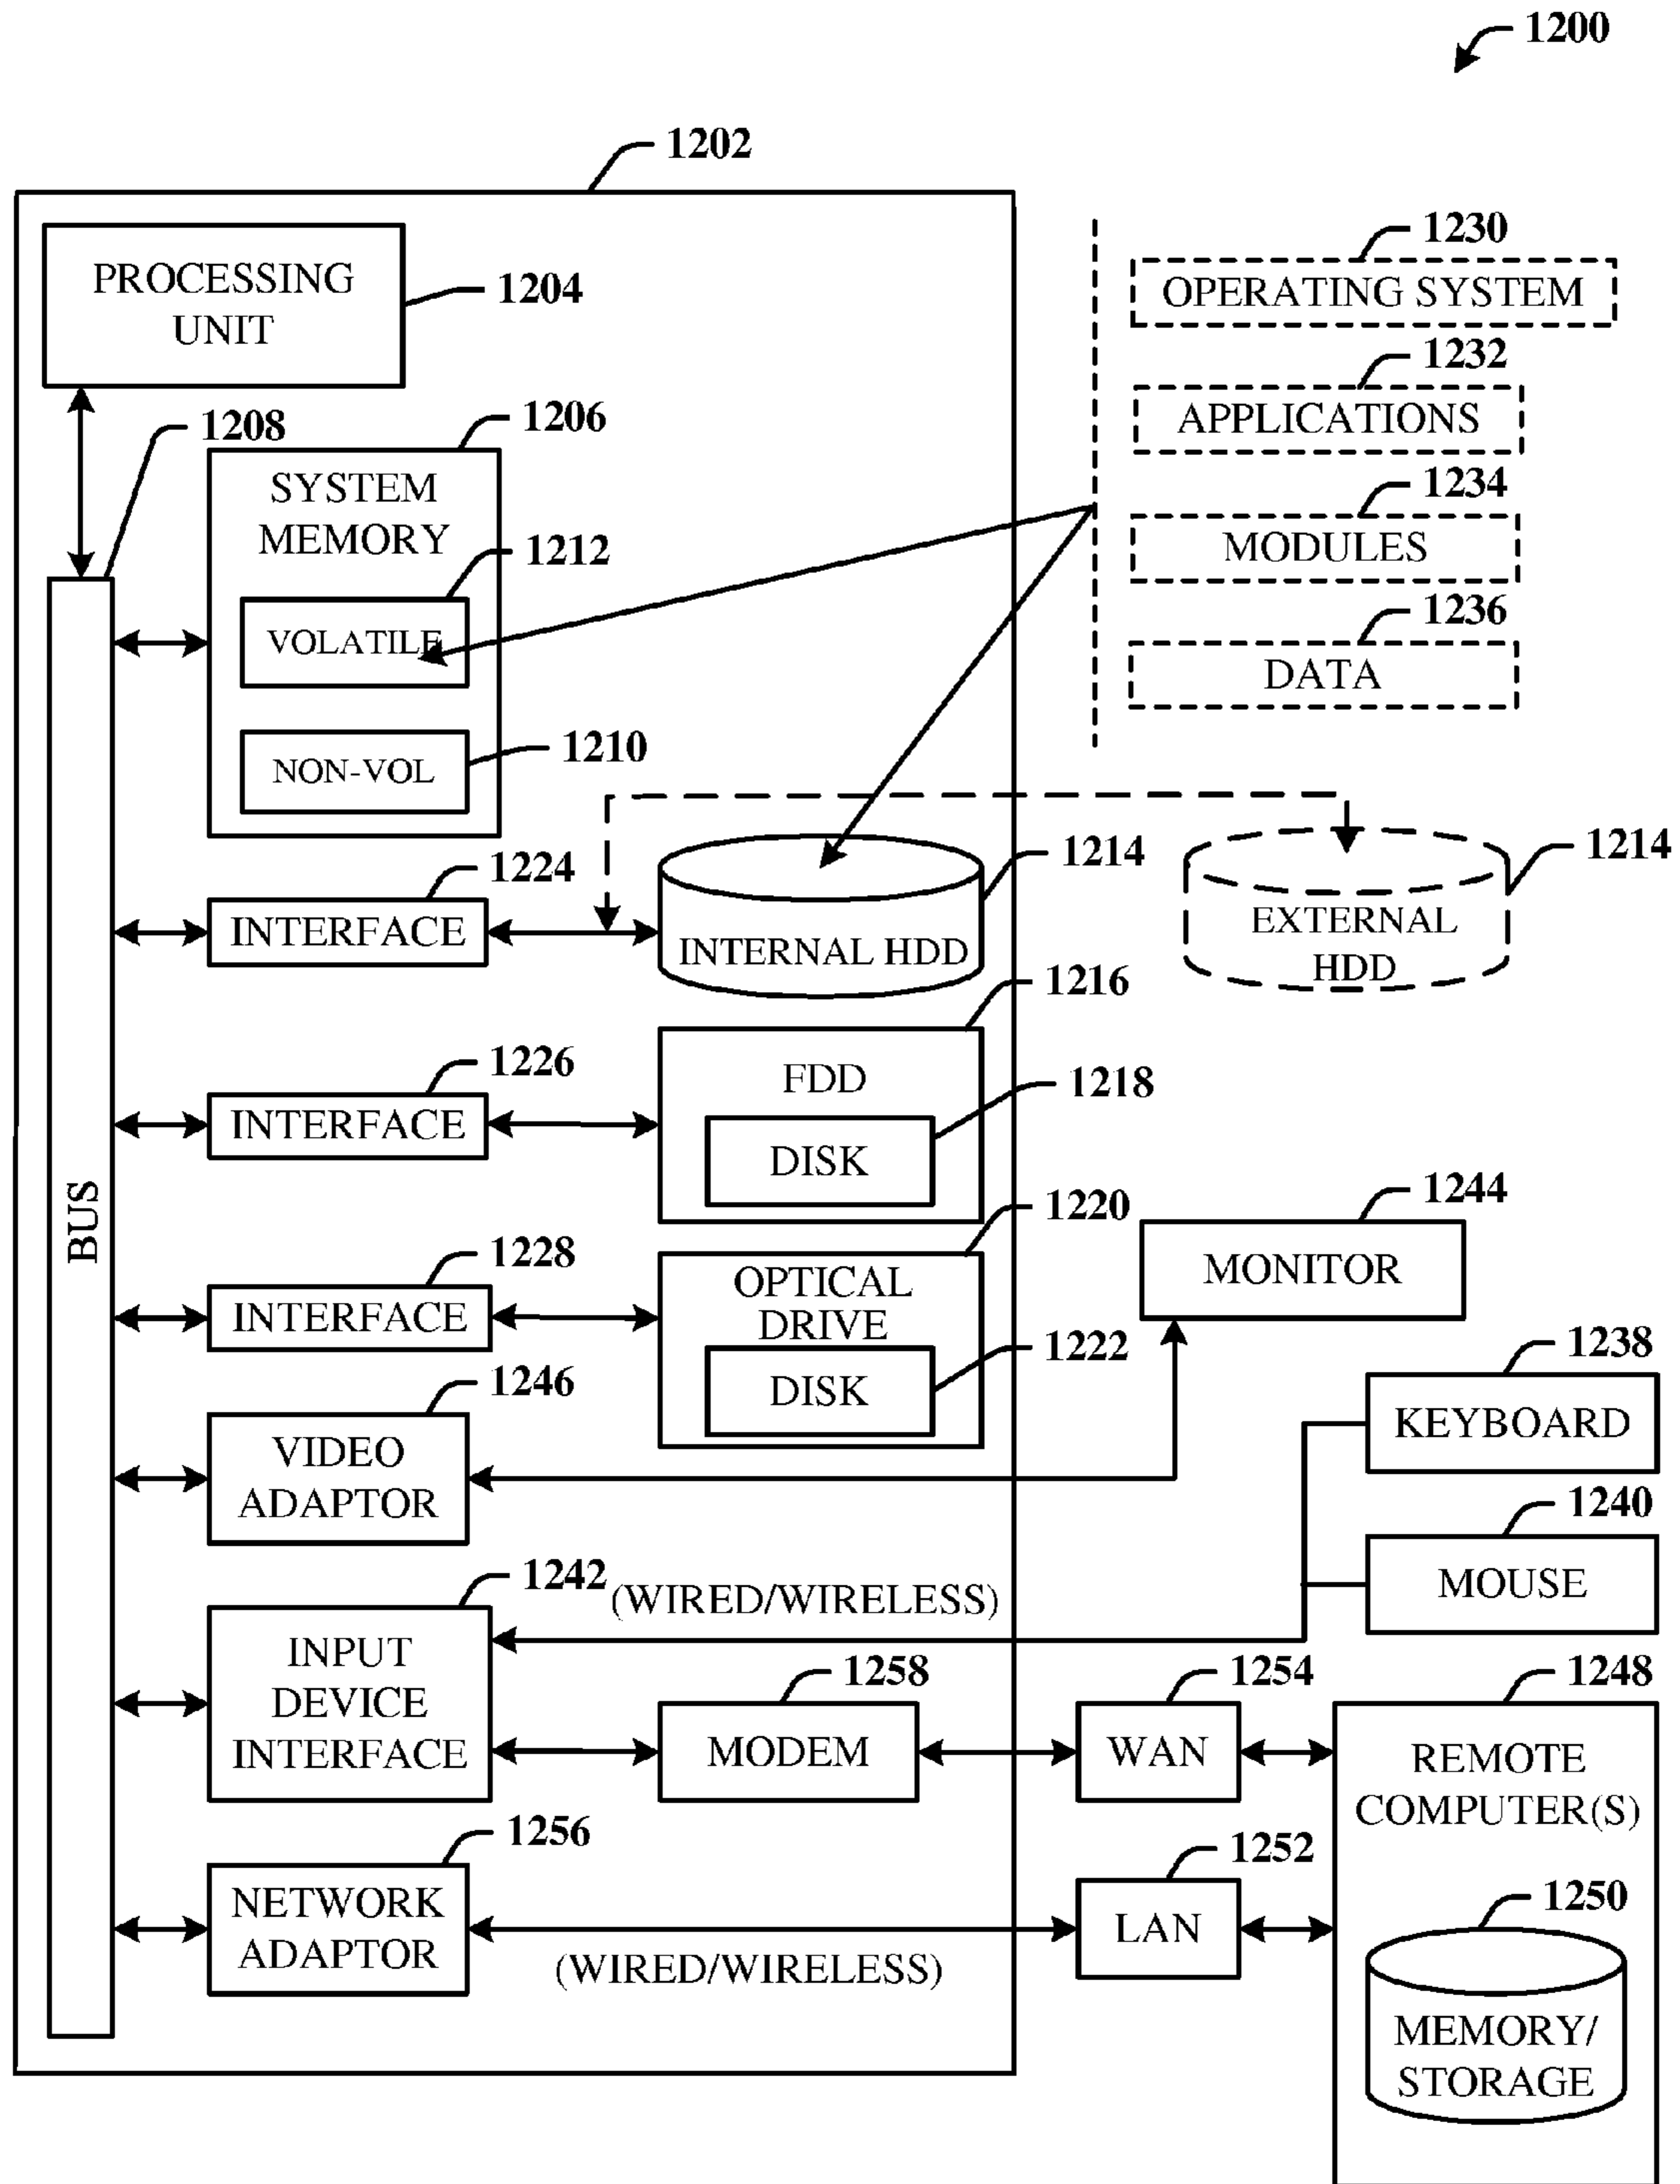 1200
1202
PROCESSING
UNIT
1204
1230
OPERATING SYSTEM
1232
APPLICATIONS
1234
MODULES
1236
DATA
1208
1206
SYSTEM
MEMORY
1212
VOLATILE
1210
NON-VOL
1224
INTERFACE
1214
INTERNAL HDD
1214
EXTERNAL
HDD
1226
INTERFACE
1216
FDD
1218
DISK
BUS
1228
INTERFACE
1220
OPTICAL
DRIVE
1222
DISK
1244
MONITOR
1246
VIDEO
ADAPTOR
1238
KEYBOARD
1240
MOUSE
1242
(WIRED/WIRELESS)
INPUT
DEVICE
INTERFACE
1258
MODEM
1254
WAN
1248
REMOTE
COMPUTER(S)
1256
NETWORK
ADAPTOR
(WIRED/WIRELESS)
1252
LAN
1250
MEMORY/
STORAGE